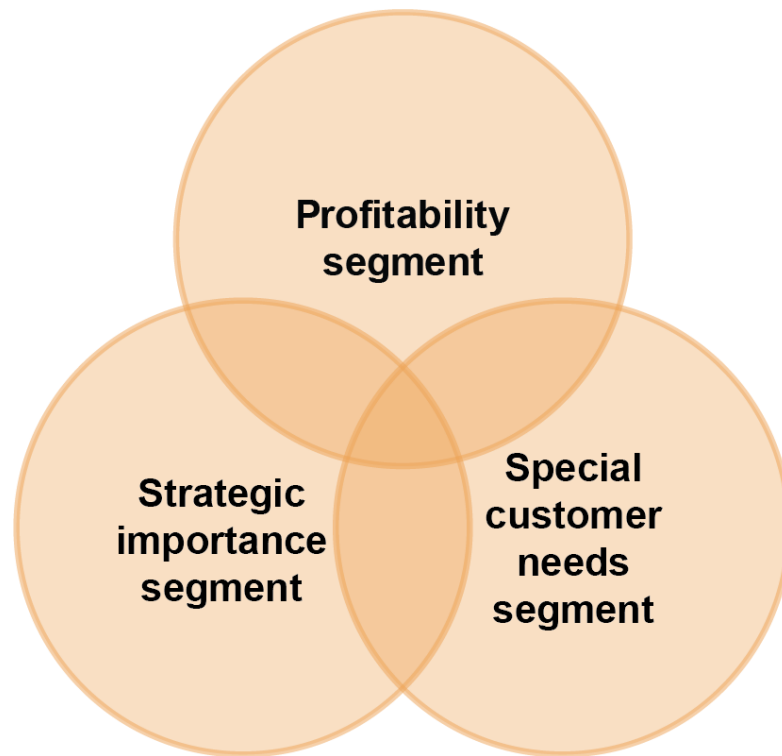 Profitability
segment
Strategic
importance
segment
Special
customer
needs
segment